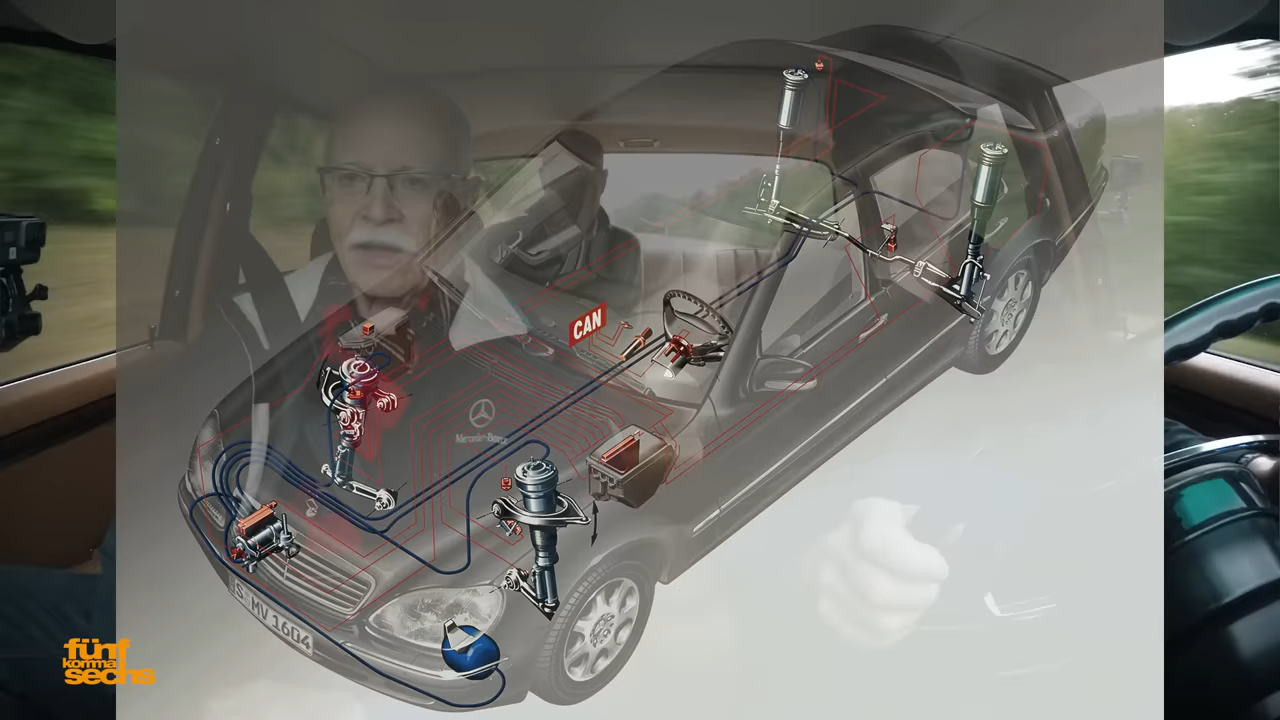 CAN
Mercedes-Benz
S MV 1604
fünf
komma
sechs